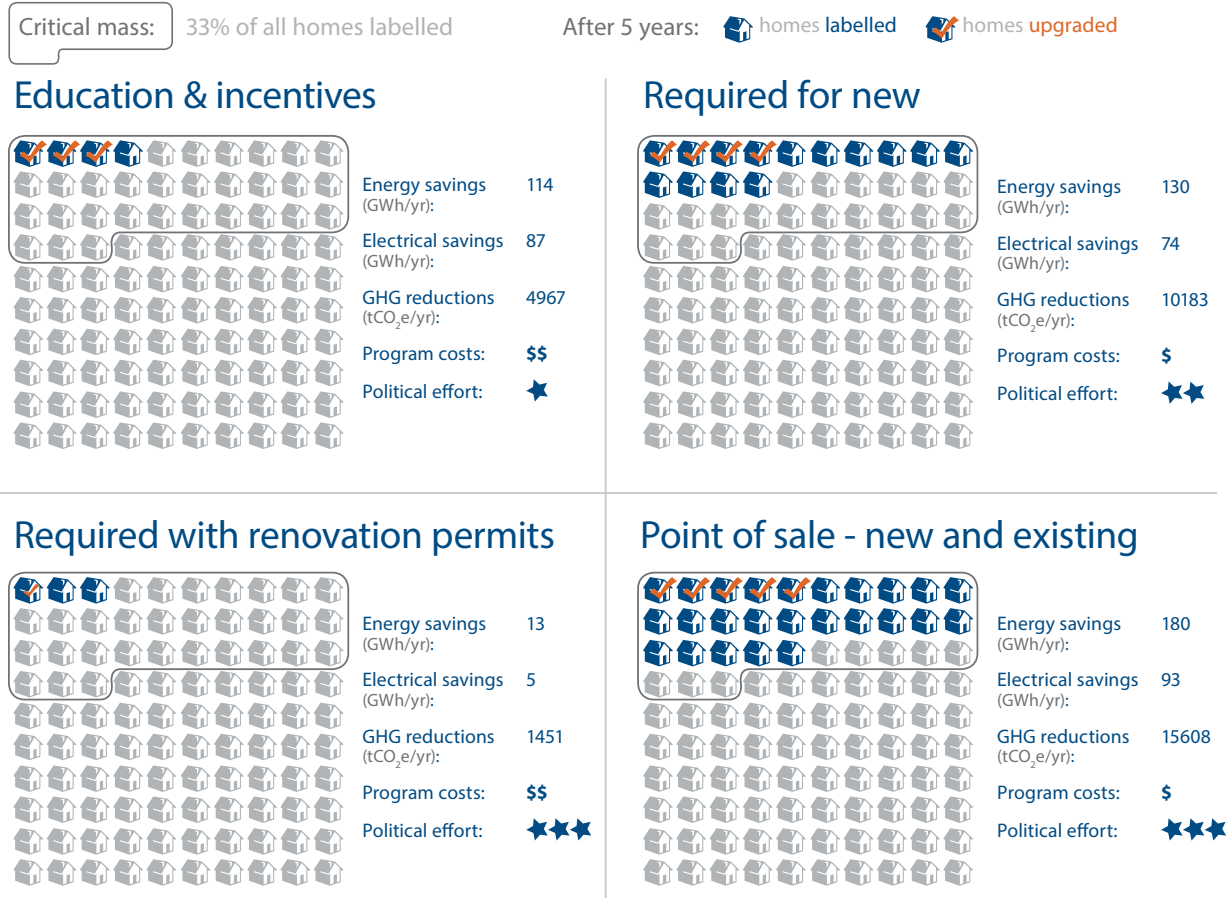 Critical mass: 33% of all homes labelled After 5 years: homes labelled homes upgraded
Education & incentives
Energy savings 114
(GWh/yr):
Electrical savings 87
(GWh/yr):
GHG reductions 4967
(tCO₂e/yr):
Program costs: $$
Political effort:
Required for new
Energy savings 130
(GWh/yr):
Electrical savings 74
(GWh/yr):
GHG reductions 10183
(tCO₂e/yr):
Program costs: $
Political effort:
Required with renovation permits
Energy savings 13
(GWh/yr):
Electrical savings 5
(GWh/yr):
GHG reductions 1451
(tCO₂e/yr):
Program costs: $$
Political effort:
Point of sale - new and existing
Energy savings 180
(GWh/yr):
Electrical savings 93
(GWh/yr):
GHG reductions 15608
(tCO₂e/yr):
Program costs: $
Political effort: